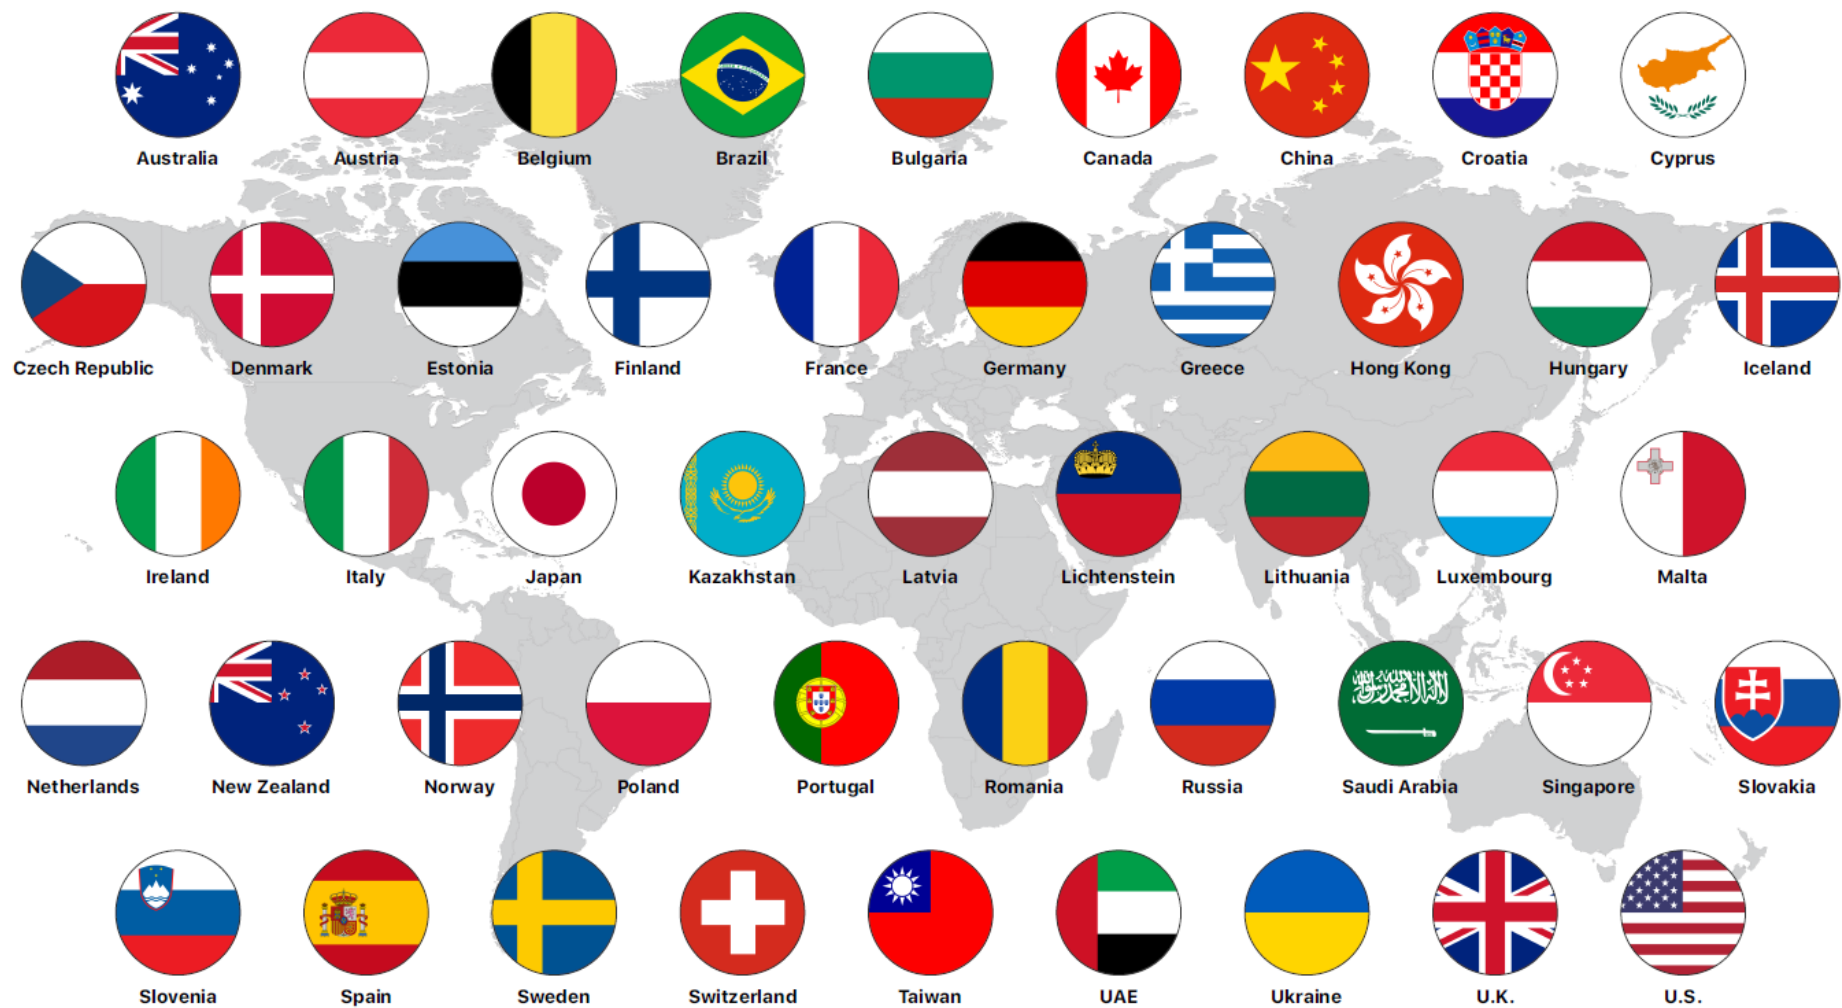 Australia
Austria
Belgium
Brazil
Bulgaria
Canada
China
Croatia
Cyprus
Czech Republic
Denmark
Estonia
Finland
France
Germany
Greece
Hong Kong
Hungary
Iceland
Ireland
Italy
Japan
Kazakhstan
Latvia
Lichtenstein
Lithuania
Luxembourg
Malta
Netherlands
New Zealand
Norway
Poland
Portugal
Romania
Russia
Saudi Arabia
Singapore
Slovakia
Slovenia
Spain
Sweden
Switzerland
Taiwan
UAE
Ukraine
U.K.
U.S.